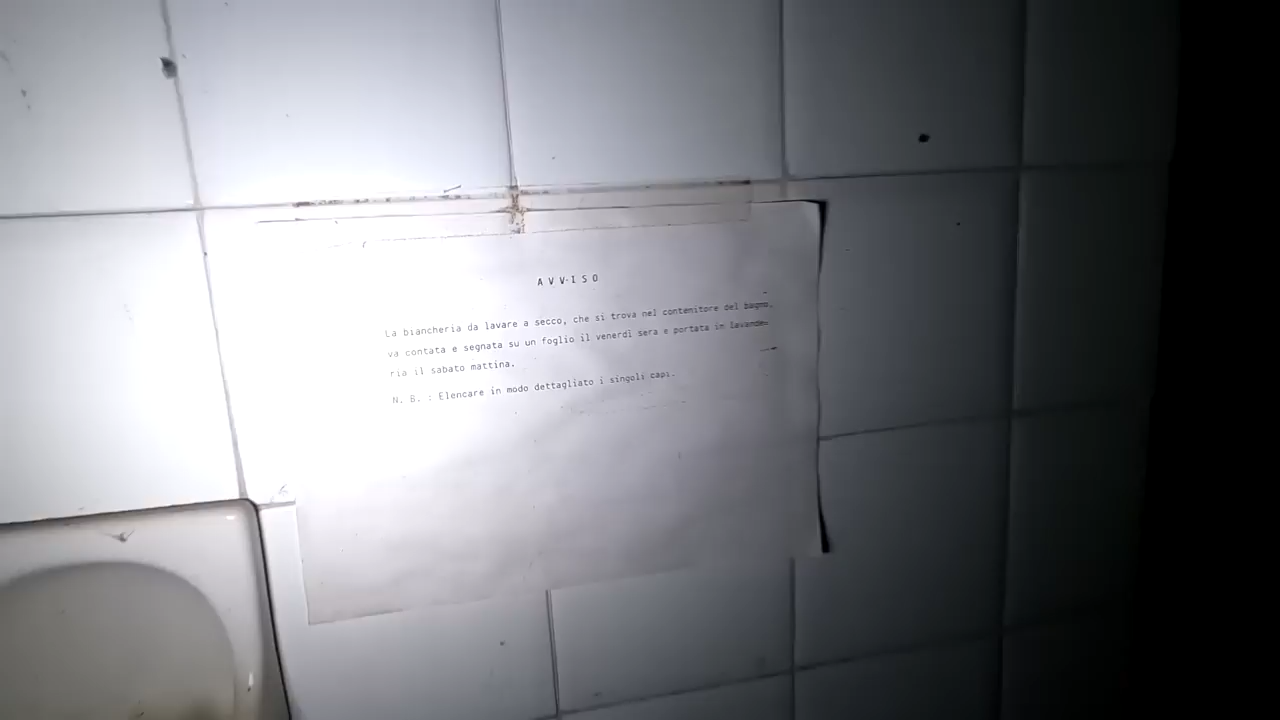 AVVISO
La biancheria da lavare a secco, che si trova nel contenitore del bagno,
va contata e segnata su un foglio il venerdì sera e portata in lavande=
ria il sabato mattina.
N. B. : Elencare in modo dettagliato i singoli capi.